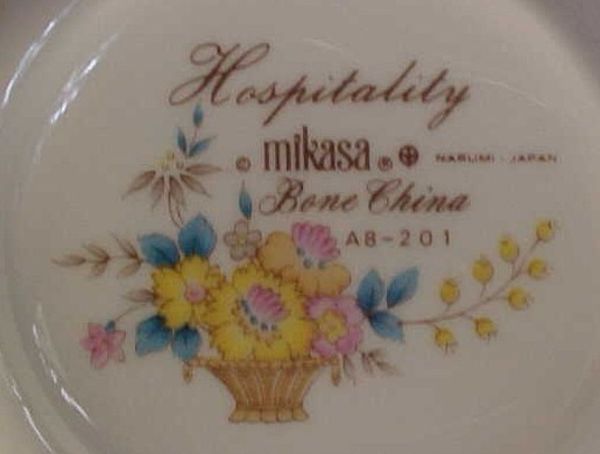 Hospitality
© mikasa ® NARUMI - JAPAN
Bone China
A8-201